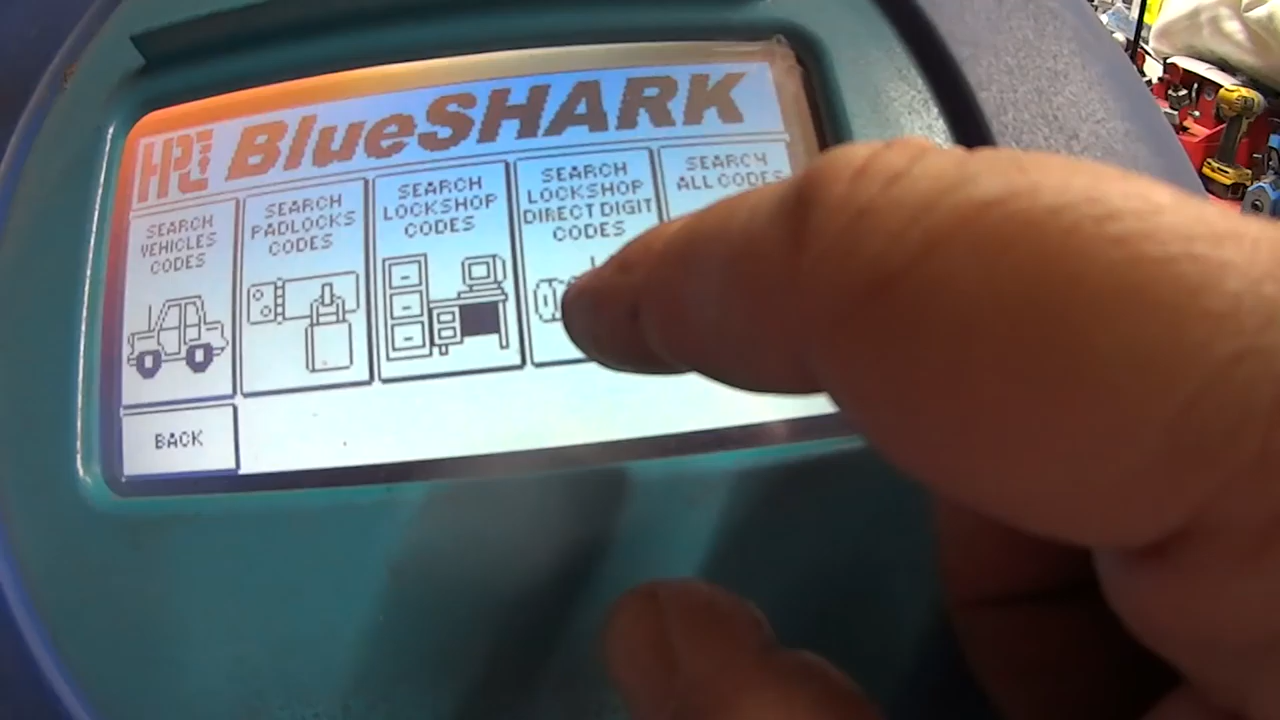 HPC BlueSHARK
SEARCH
VEHICLES
CODES
SEARCH
PADLOCKS
CODES
SEARCH
LOCKSHOP
CODES
SEARCH
LOCKSHOP
DIRECT DIGIT
CODES
SEARCH
ALL CODES
BACK